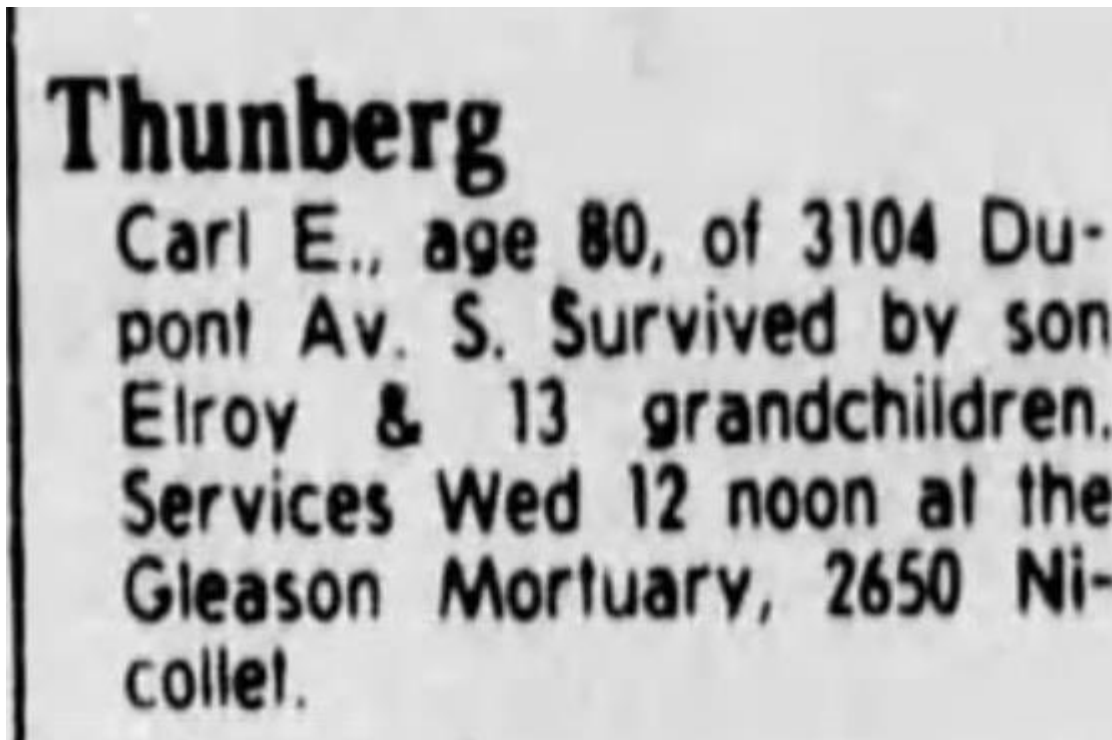 Thunberg
Carl E., age 80, of 3104 Du-
pont Av. S. Survived by son
Elroy & 13 grandchildren.
Services Wed 12 noon at the
Gleason Mortuary, 2650 Ni-
collet.